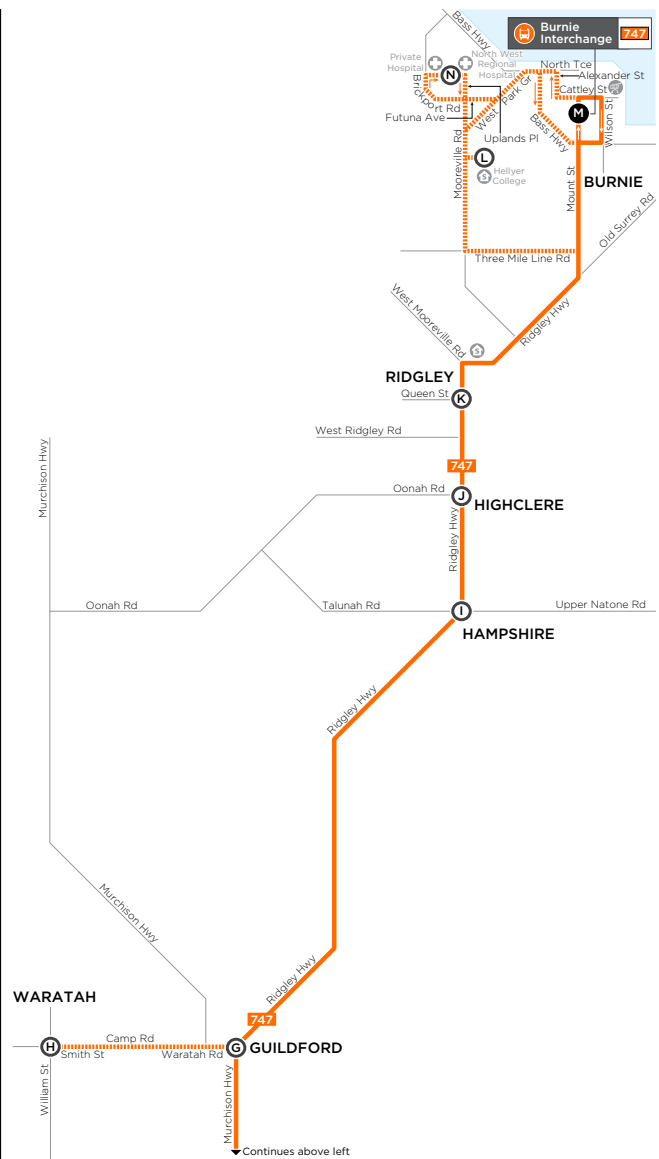 Bass Hwy
Burnie
Interchange
747
Private
Hospital
North West
Regional
Hospital
N
North Tce
Alexander St
Cattley St
Brickport Rd
Futuna Ave
West Park Gr
Uplands Pl
Bass Hwy
M
Wilson St
Mooreville Rd
L
Hellyer
College
Mount St
BURNIE
Old Surrey Rd
Three Mile Line Rd
West Mooreville Rd
Ridgley Hwy
RIDGLEY
Queen St
K
West Ridgley Rd
Murchison Hwy
747
Oonah Rd
J
HIGHCLERE
Ridgley Hwy
Oonah Rd
Talunah Rd
I
Upper Natone Rd
HAMPSHIRE
Ridgley Hwy
Murchison Hwy
Ridgley Hwy
WARATAH
747
Camp Rd
H
Smith St
Waratah Rd
G
GUILDFORD
William St
Murchison Hwy
Continues above left